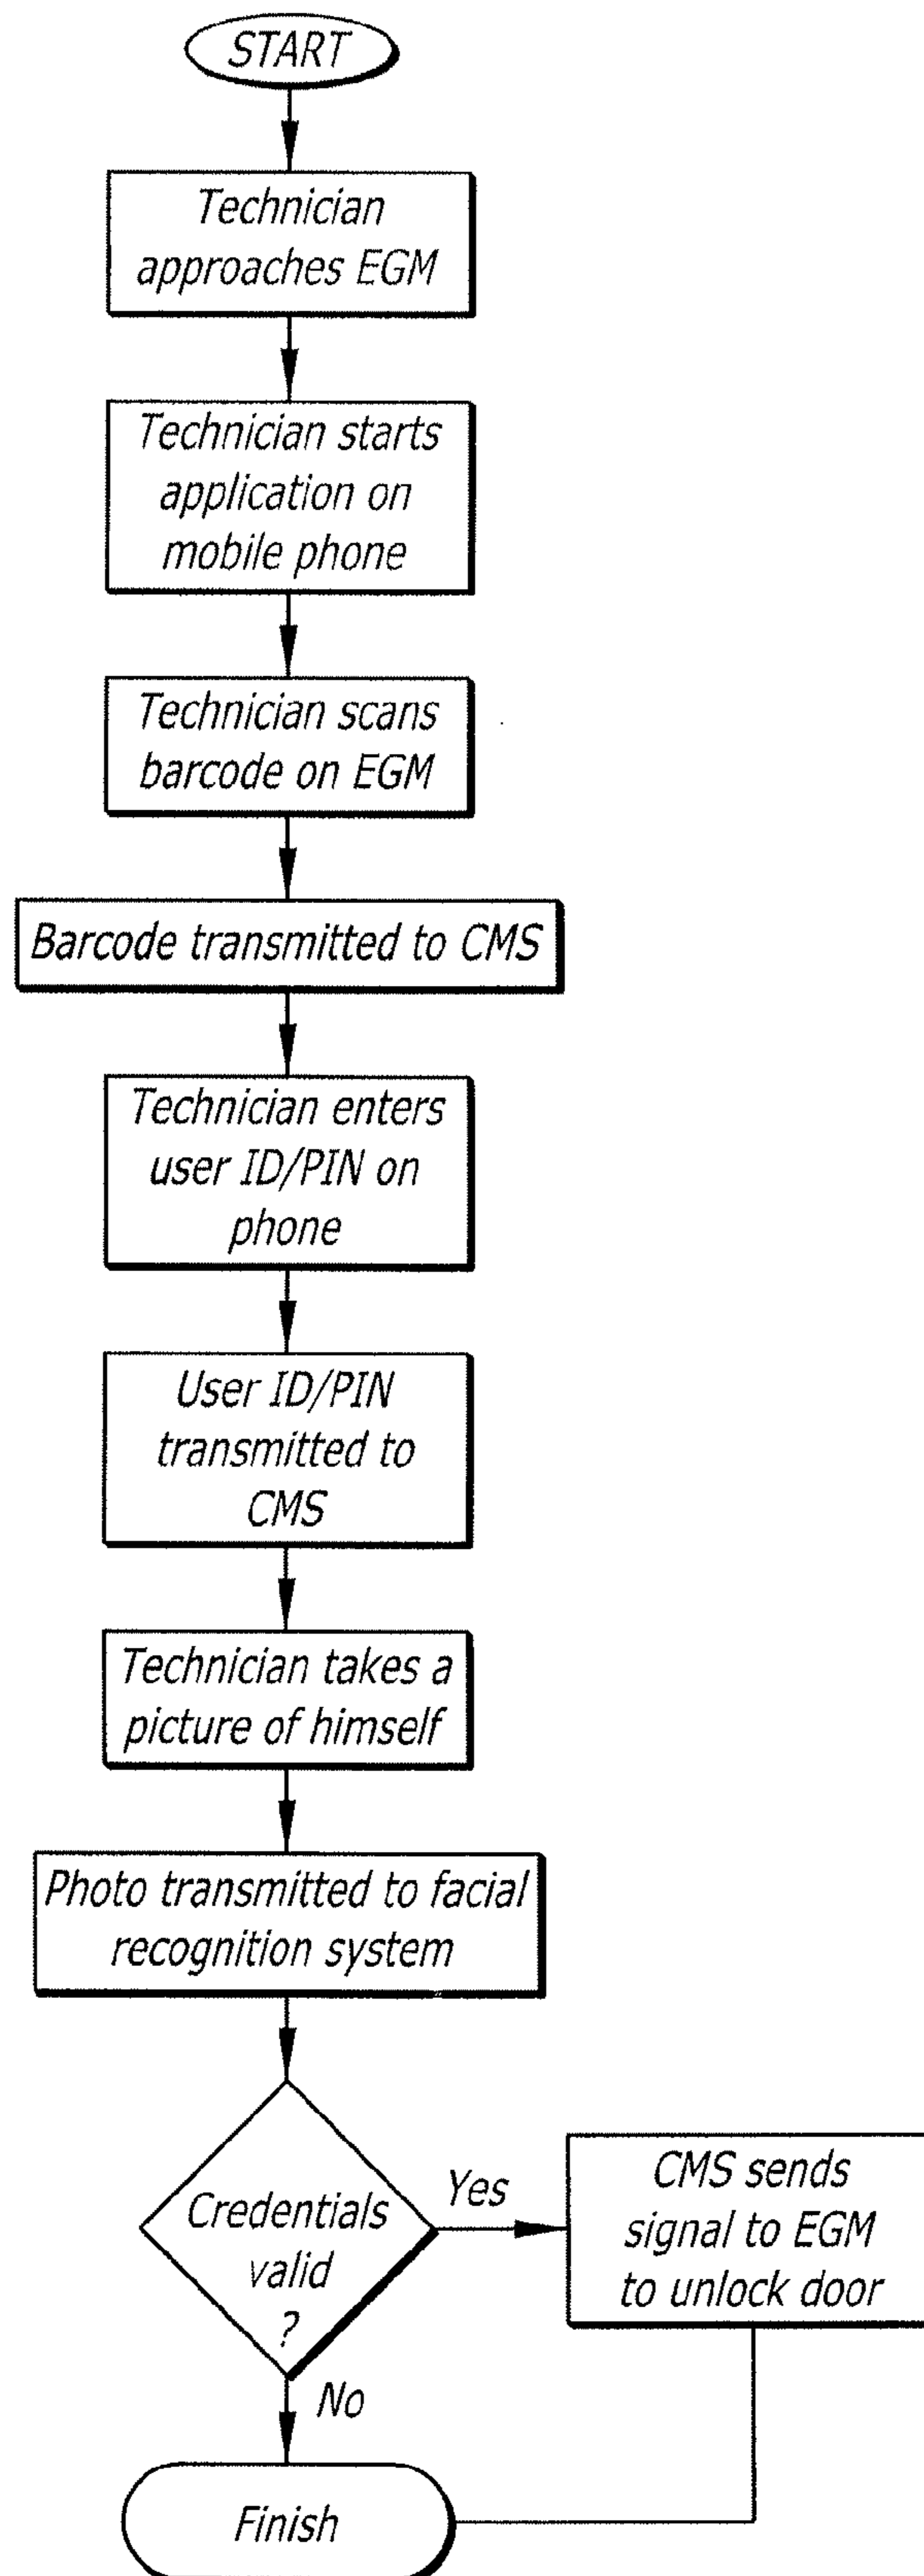 START
Technician
approaches EGM
Technician starts
application on
mobile phone
Technician scans
barcode on EGM
Barcode transmitted to CMS
Technician enters
user ID/PIN on
phone
User ID/PIN
transmitted to
CMS
Technician takes a
picture of himself
Photo transmitted to facial
recognition system
Credentials
valid
?
Yes
CMS sends
signal to EGM
to unlock door
No
Finish